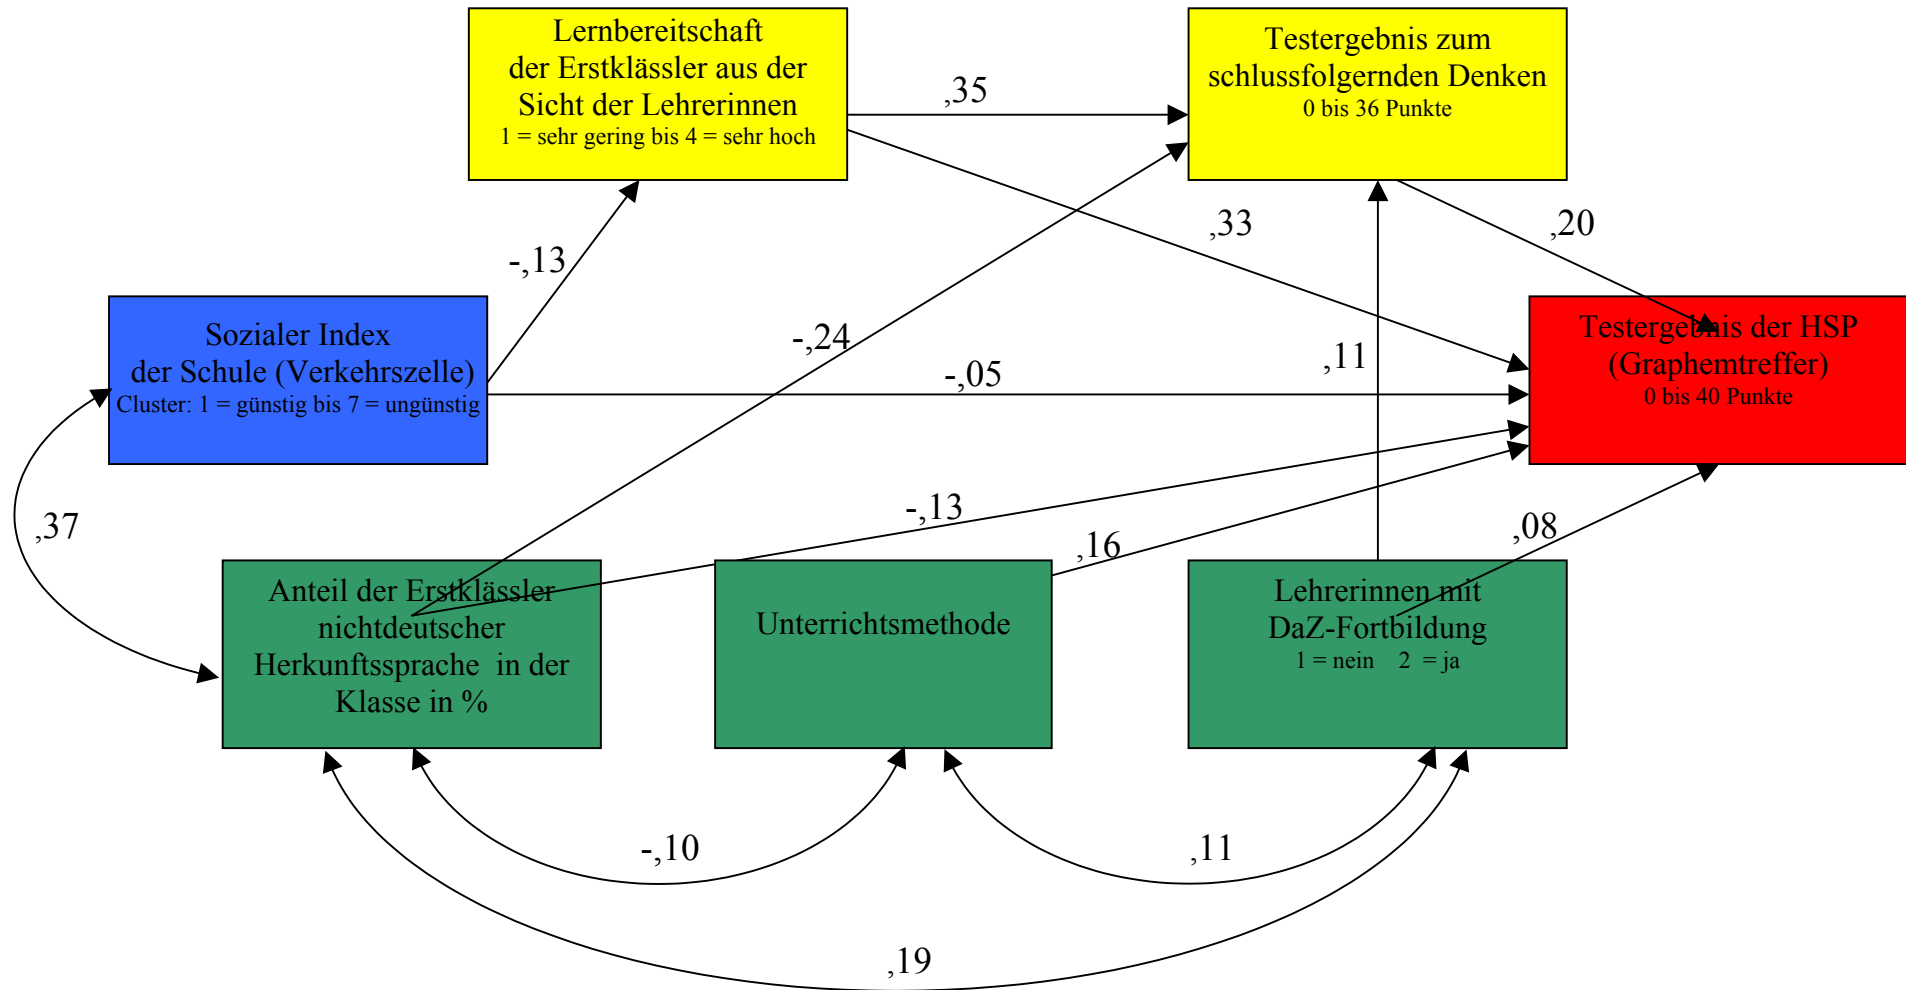 Lernbereitschaft
der Erstklässler aus der
Sicht der Lehrerinnen
1 = sehr gering bis 4 = sehr hoch
Testergebnis zum
schlussfolgernden Denken
0 bis 36 Punkte
,35
,33
,20
-,13
Sozialer Index
der Schule (Verkehrszelle)
Cluster: 1 = günstig bis 7 = ungünstig
-,24
-,05
,11
Testergebnis der HSP
(Graphemtreffer)
0 bis 40 Punkte
,37
-,13
,16
,08
Anteil der Erstklässler
nichtdeutscher
Herkunftssprache in der
Klasse in %
Unterrichtsmethode
Lehrerinnen mit
DaZ-Fortbildung
1 = nein 2 = ja
-,10
,11
,19